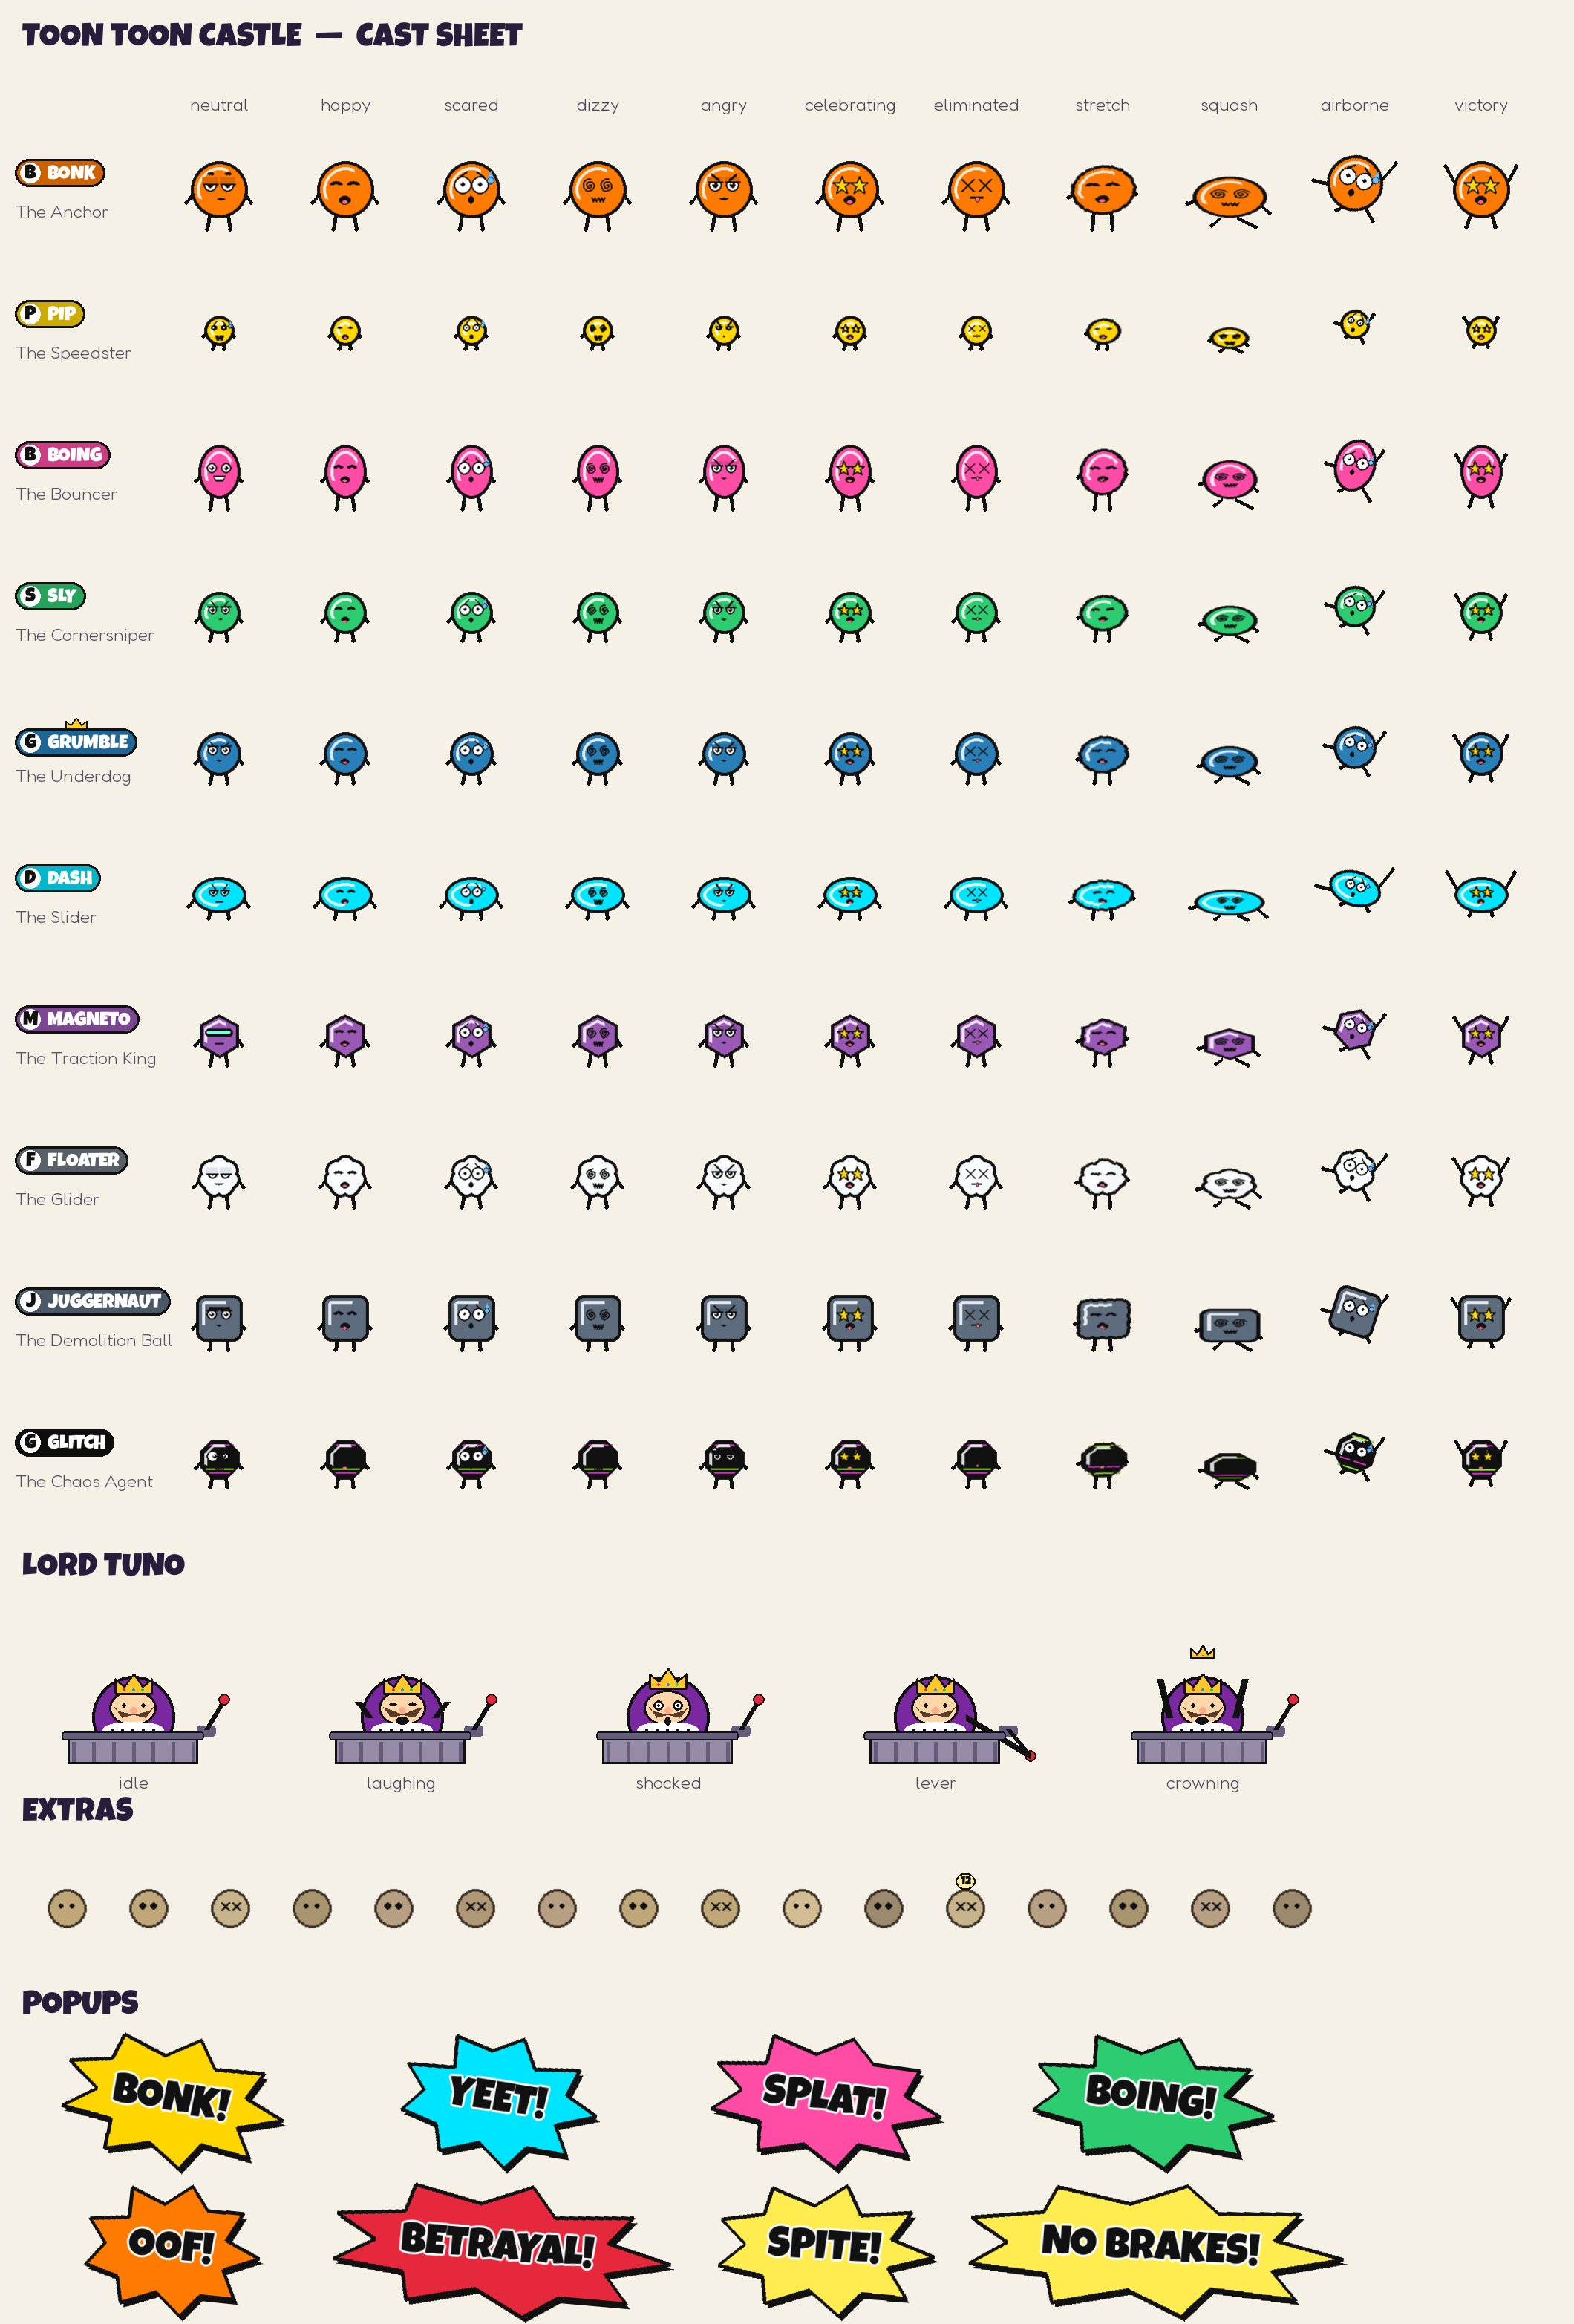 TOON TOON CASTLE — CAST SHEET
neutral happy scared dizzy angry celebrating eliminated stretch squash airborne victory
B BONK
The Anchor
P PIP
The Speedster
B BOING
The Bouncer
S SLY
The Cornersniper
G GRUMBLE
The Underdog
D DASH
The Slider
M MAGNETO
The Traction King
F FLOATER
The Glider
J JUGGERNAUT
The Demolition Ball
G GLITCH
The Chaos Agent
LORD TUNO
idle laughing shocked lever crowning
EXTRAS
12
POPUPS
BONK! YEET! SPLAT! BOING!
OOF! BETRAYAL! SPITE! NO BRAKES!